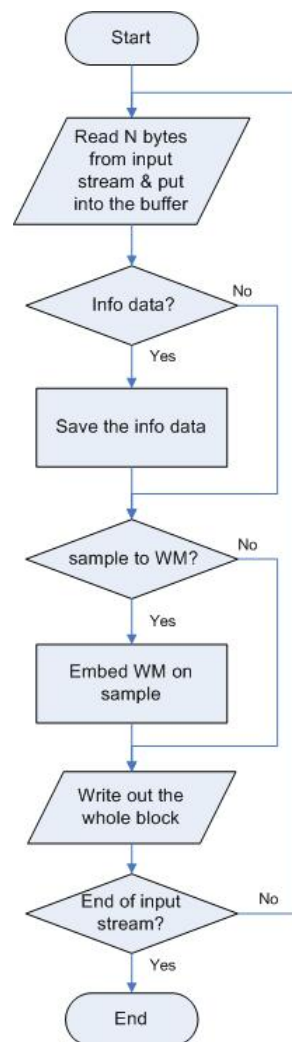 Start
Read N bytes
from input
stream & put
into the buffer
Info data?
No
Yes
Save the info data
sample to WM?
No
Yes
Embed WM on
sample
Write out the
whole block
End of input
stream?
No
Yes
End